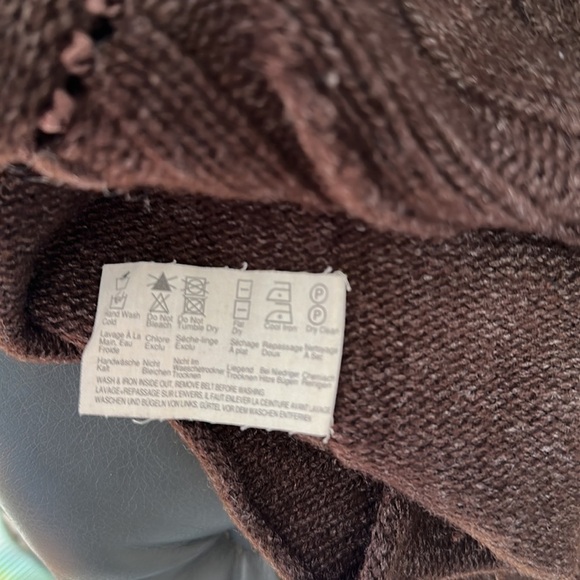 P
P
Hand Wash Do Not Do Not Flat Cool Iron Dry Clean
Cold Bleach Tumble Dry Dry
Lavage À La Chlore Sèche-linge Séchage Repassage Nettoyage
Main, Eau Exclu Exclu À plat Doux À Sec
Froide
Handwäsche Nicht Nicht Im Liegend Bei Niedriger Chemisch
Kalt Bleichen Waeschetrockner Trocknen Hitze Bügeln Reinigen
Trocknen
WASH & IRON INSIDE OUT, REMOVE BELT BEFORE WASHING.
LAVAGE+REPASSAGE SUR L'ENVERS, IL FAUT ENLEVER LA CEINTURE AVANT LAVAGE
WASCHEN UND BÜGELN VON LINKS, GÜRTEL VOR DEM WASCHEN ENTFERNEN